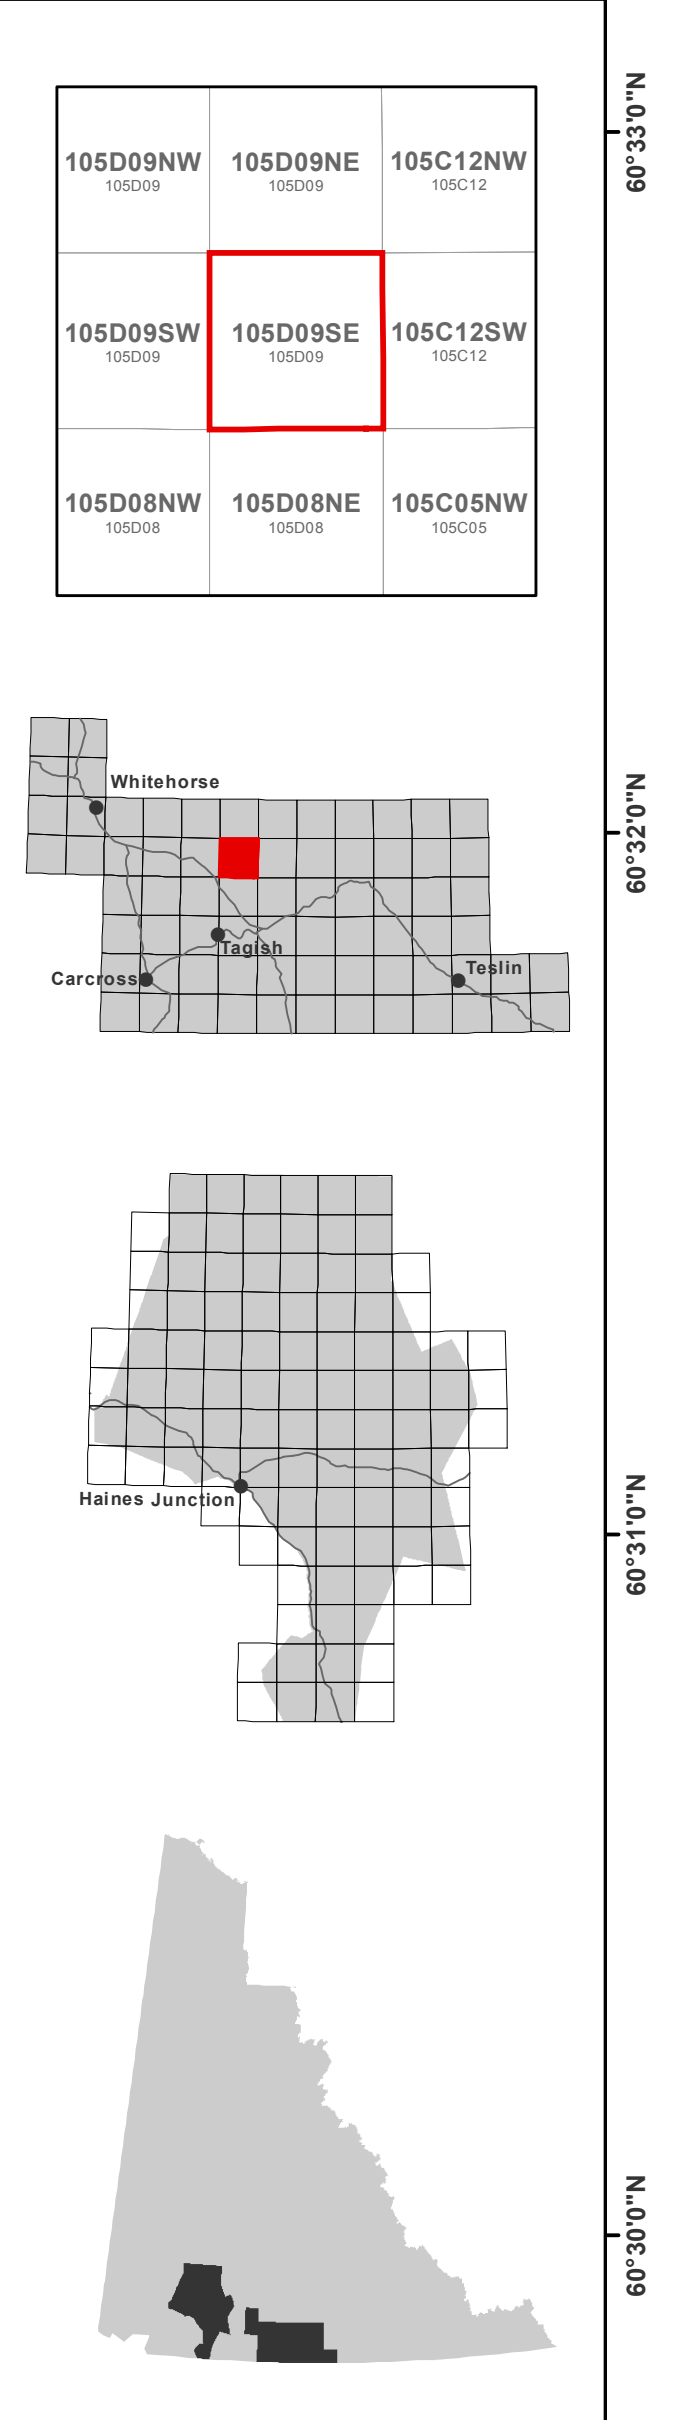 105D09NW
105D09
105D09NE
105D09
105C12NW
105C12
105D09SW
105D09
105D09SE
105D09
105C12SW
105C12
105D08NW
105D08
105D08NE
105D08
105C05NW
105C05
Whitehorse
Tagish
Carcross
Teslin
Haines Junction
60°33'0"N
60°32'0"N
60°31'0"N
60°30'0"N